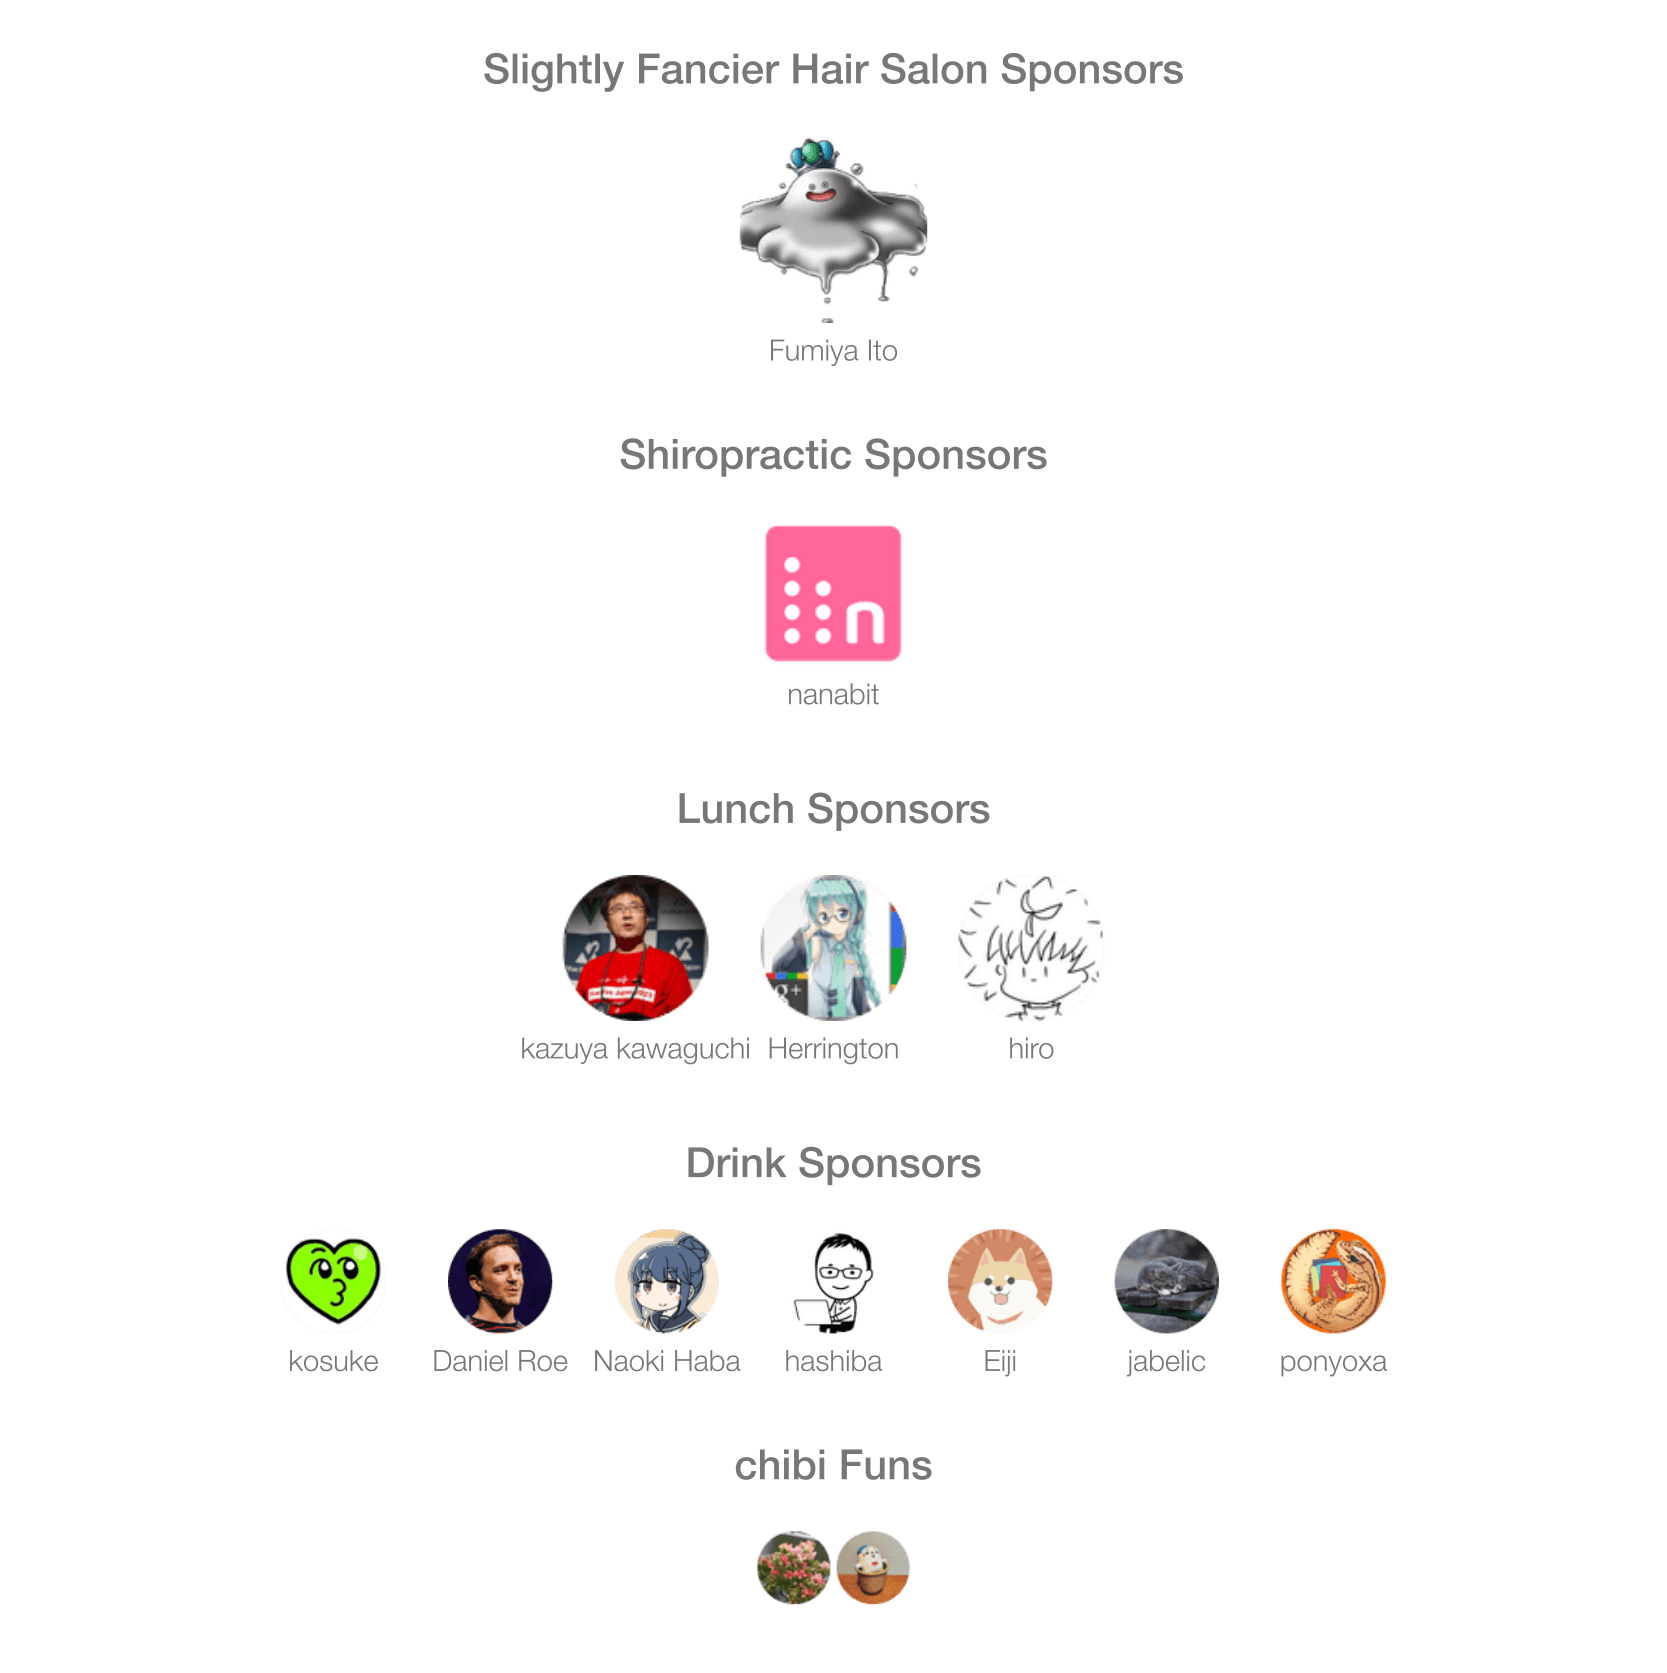 Slightly Fancier Hair Salon Sponsors
Fumiya Ito
Shiropractic Sponsors
n
nanabit
Lunch Sponsors
g+
kazuya kawaguchi Herrington hiro
Drink Sponsors
kosuke Daniel Roe Naoki Haba hashiba Eiji jabelic ponyoxa
chibi Funs